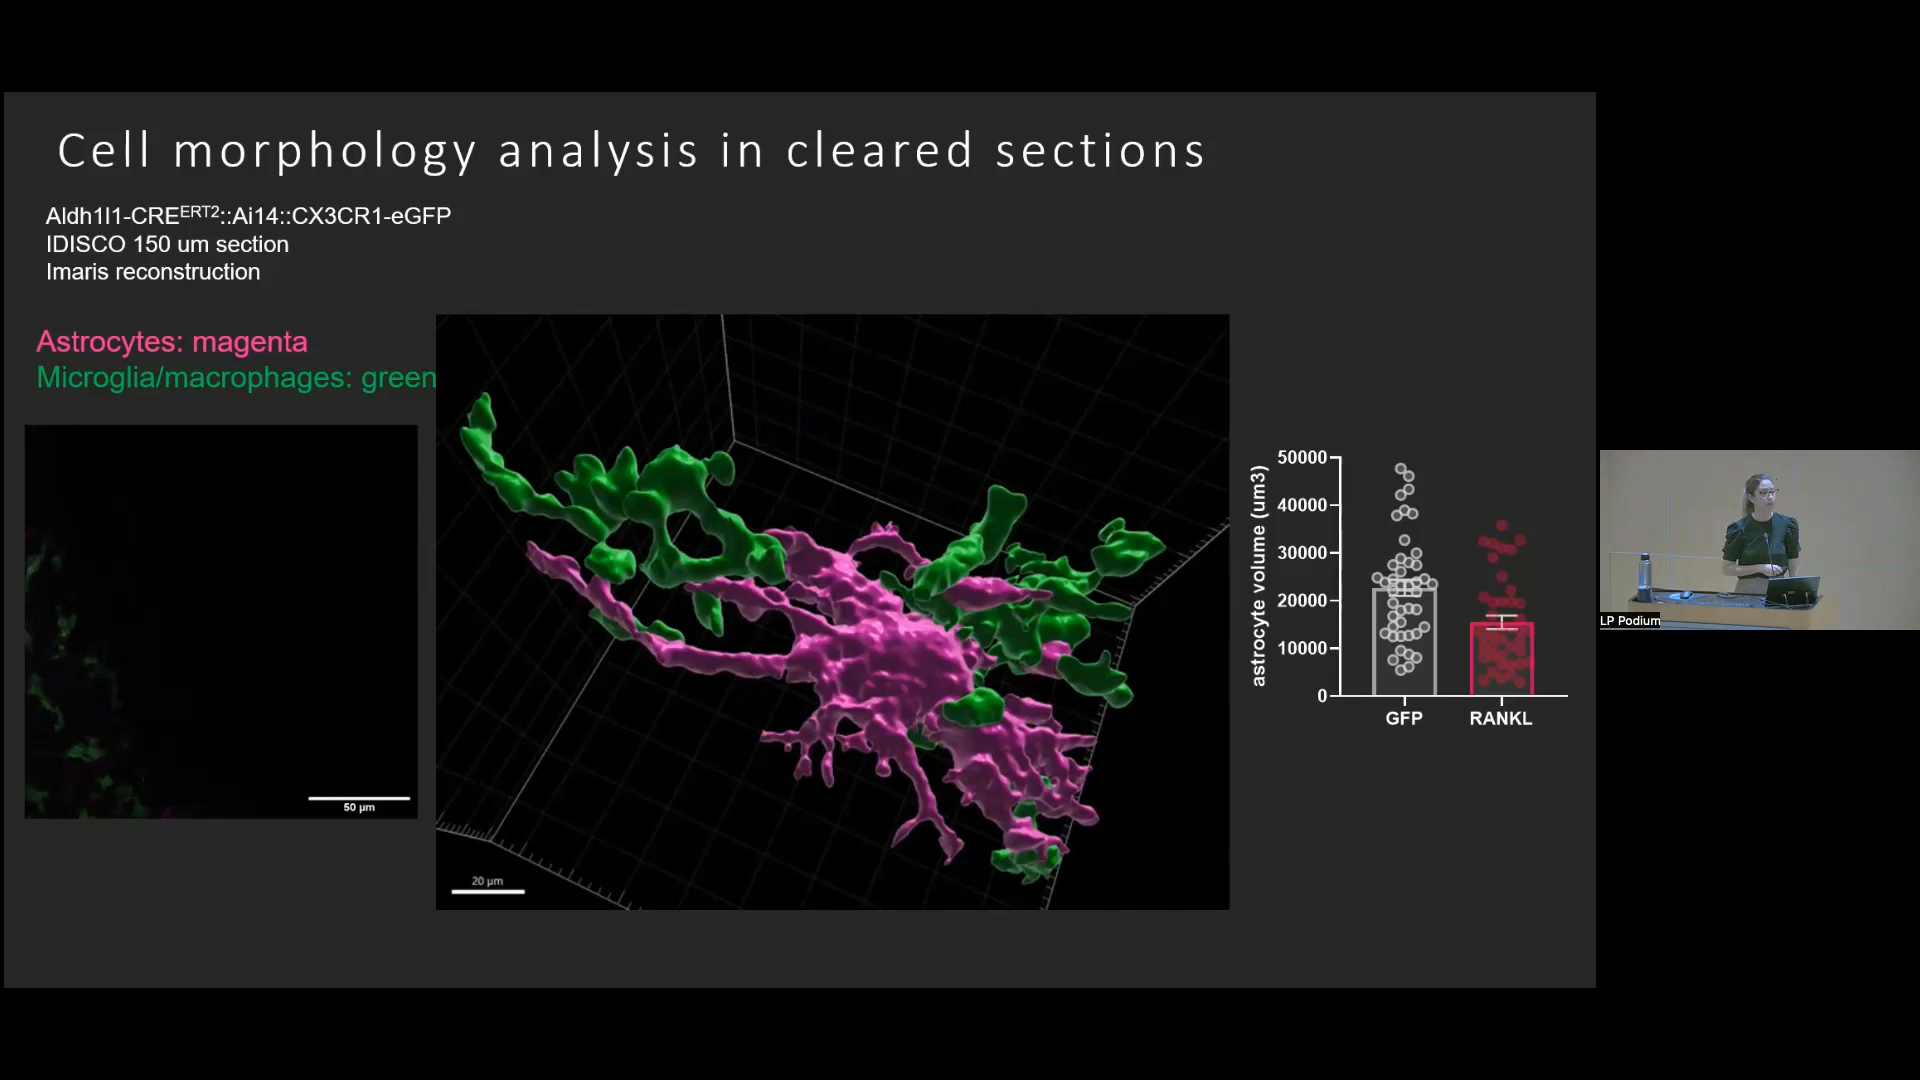 Cell morphology analysis in cleared sections
Aldh1l1-CREERT2::Ai14::CX3CR1-eGFP
IDISCO 150 um section
Imaris reconstruction
Astrocytes: magenta
Microglia/macrophages: green
50 µm
20 µm
astrocyte volume (um3)
50000
40000
30000
20000
10000
0
GFP
RANKL
LP Podium